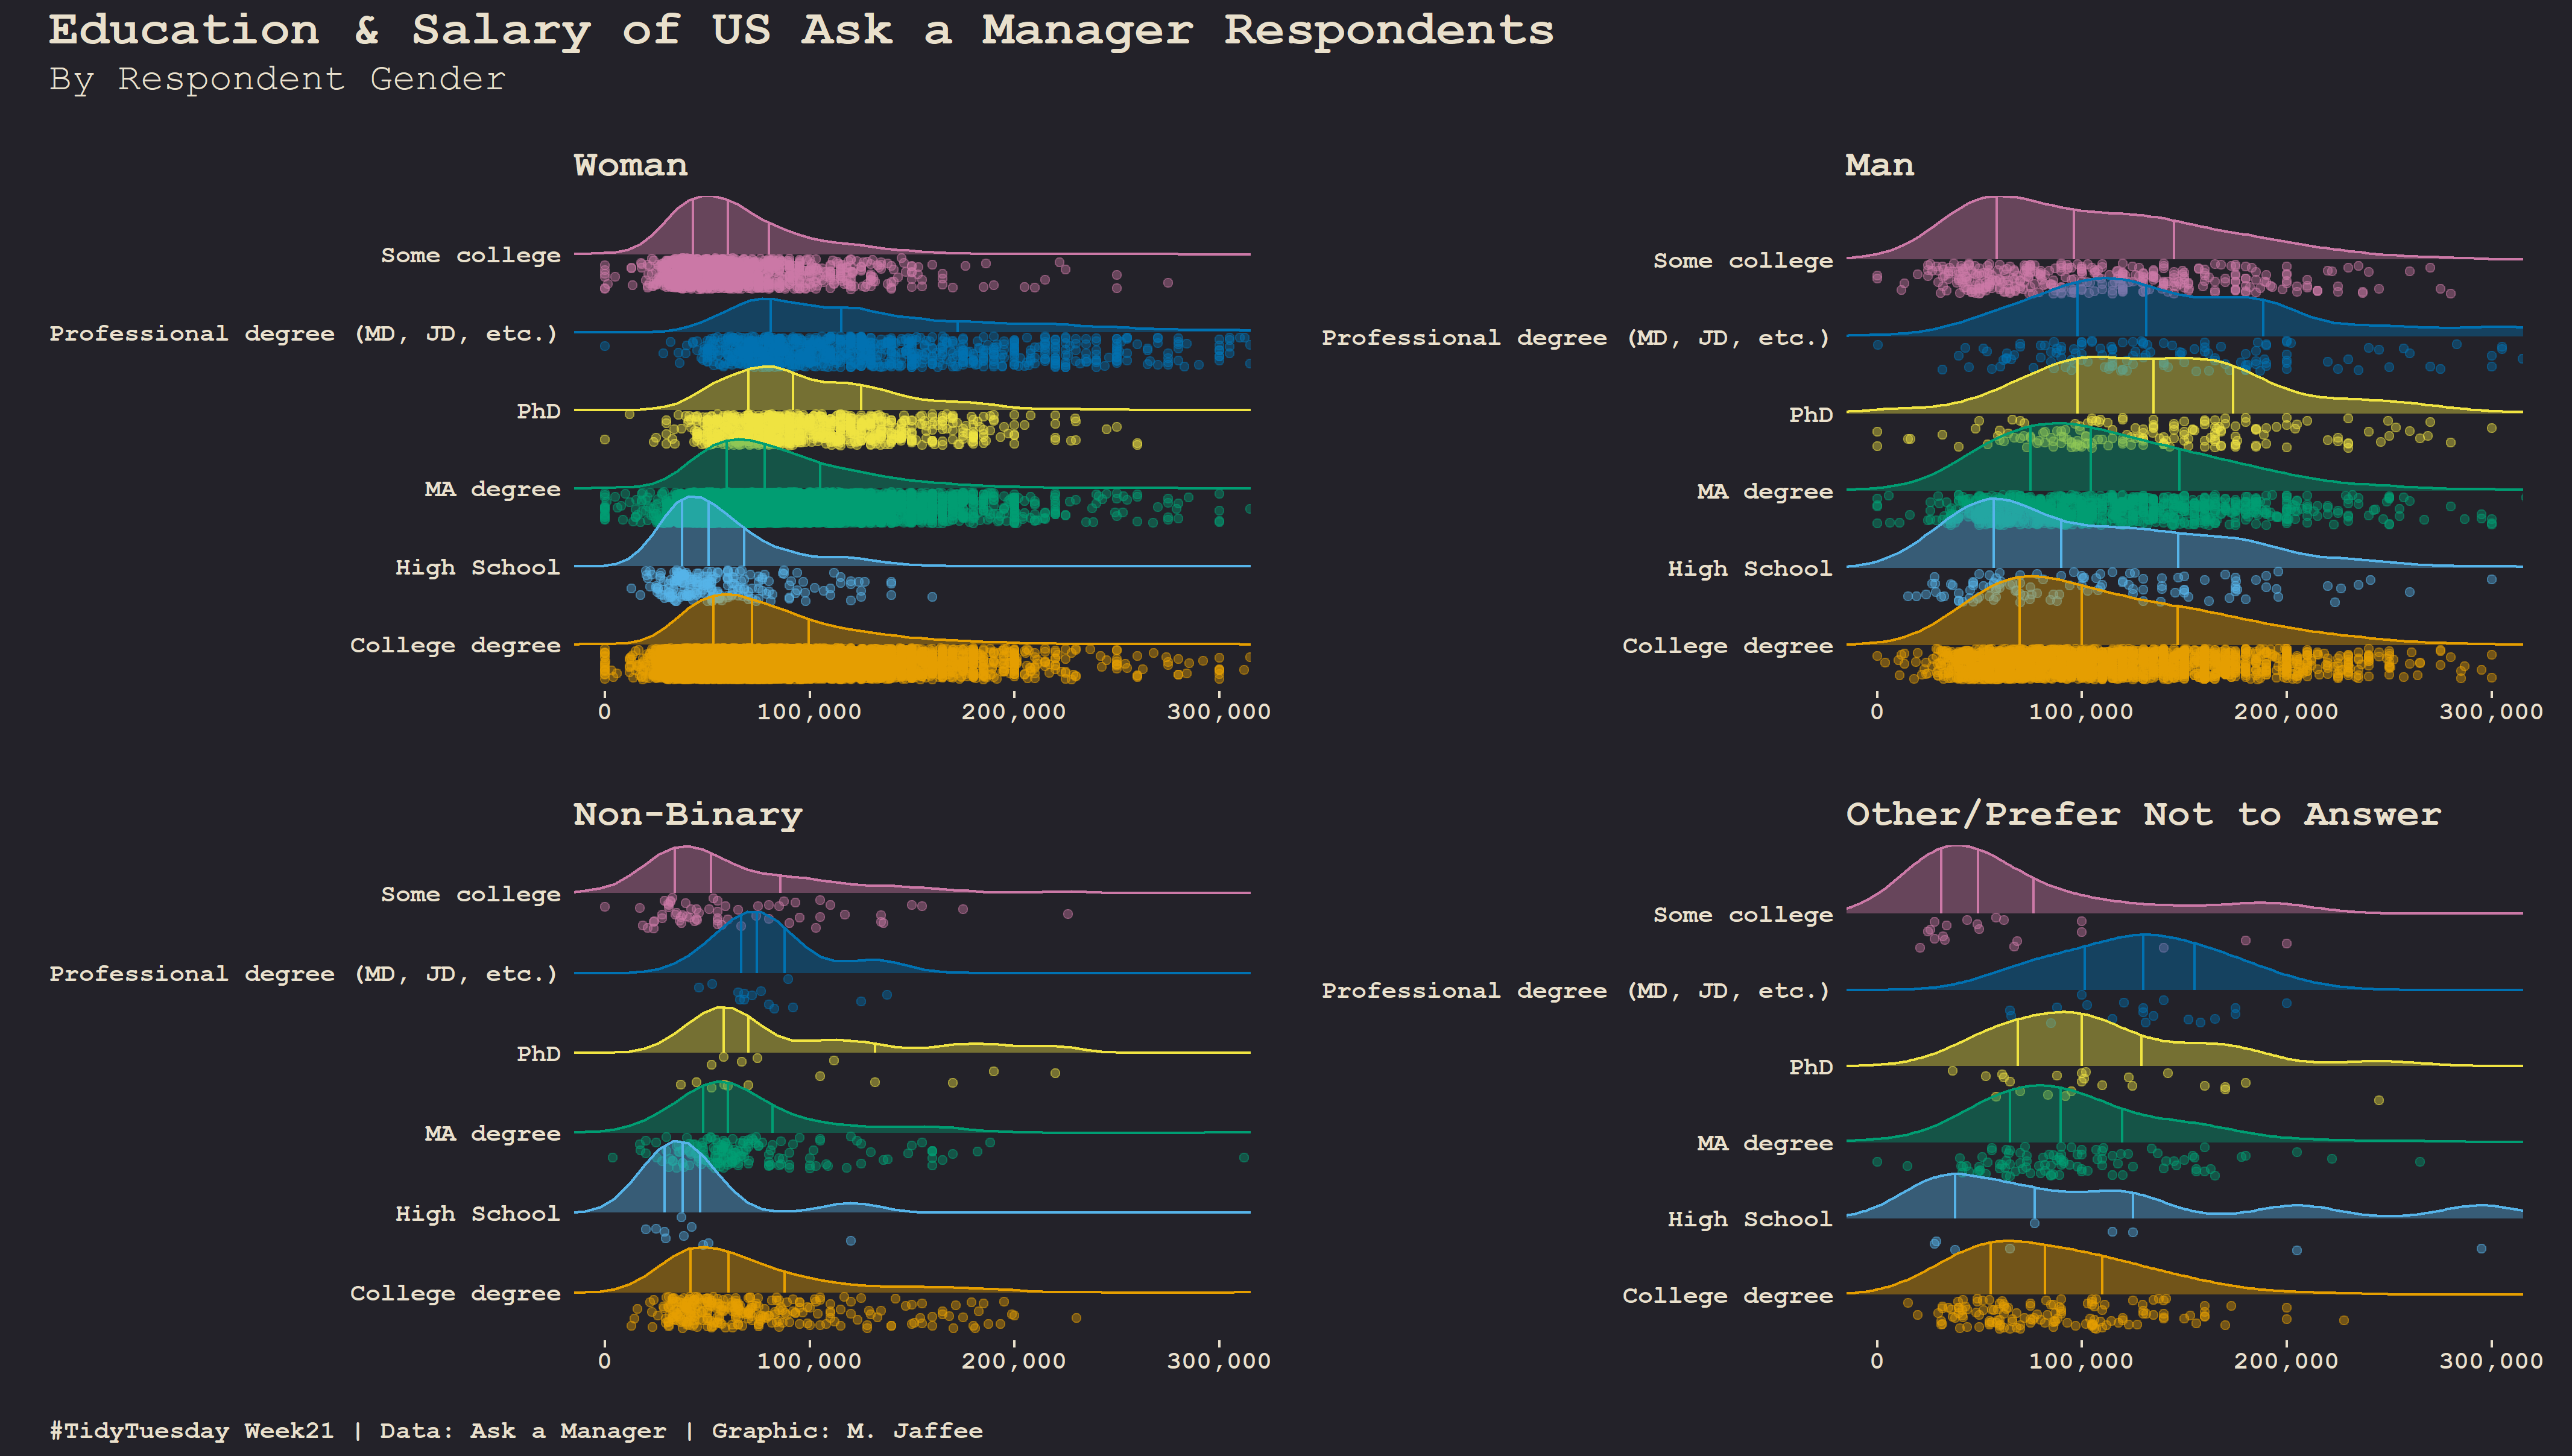 Education & Salary of US Ask a Manager Respondents
By Respondent Gender
Woman
Some college
Professional degree (MD, JD, etc.)
PhD
MA degree
High School
College degree
0 100,000 200,000 300,000
Man
Some college
Professional degree (MD, JD, etc.)
PhD
MA degree
High School
College degree
0 100,000 200,000 300,000
Non-Binary
Some college
Professional degree (MD, JD, etc.)
PhD
MA degree
High School
College degree
0 100,000 200,000 300,000
Other/Prefer Not to Answer
Some college
Professional degree (MD, JD, etc.)
PhD
MA degree
High School
College degree
0 100,000 200,000 300,000
#TidyTuesday Week21 | Data: Ask a Manager | Graphic: M. Jaffee